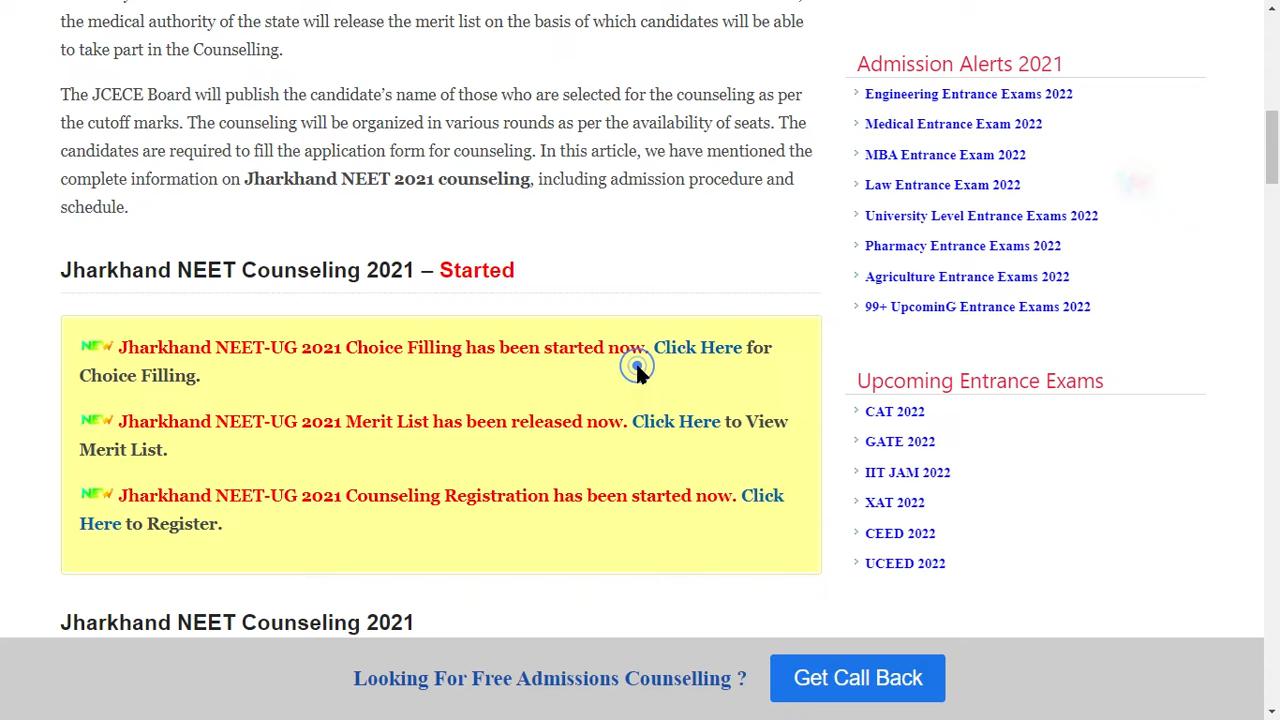 the medical authority of the state will release the merit list on the basis of which candidates will be able
to take part in the Counselling.
The JCECE Board will publish the candidate's name of those who are selected for the counseling as per
the cutoff marks. The counseling will be organized in various rounds as per the availability of seats. The
candidates are required to fill the application form for counseling. In this article, we have mentioned the
complete information on Jharkhand NEET 2021 counseling, including admission procedure and
schedule.
Jharkhand NEET Counseling 2021 – Started
NEW Jharkhand NEET-UG 2021 Choice Filling has been started now. Click Here for
Choice Filling.
NEW Jharkhand NEET-UG 2021 Merit List has been released now. Click Here to View
Merit List.
NEW Jharkhand NEET-UG 2021 Counseling Registration has been started now. Click
Here to Register.
Jharkhand NEET Counseling 2021
Admission Alerts 2021
Engineering Entrance Exams 2022
Medical Entrance Exam 2022
MBA Entrance Exam 2022
Law Entrance Exam 2022
University Level Entrance Exams 2022
Pharmacy Entrance Exams 2022
Agriculture Entrance Exams 2022
99+ UpcominG Entrance Exams 2022
Upcoming Entrance Exams
CAT 2022
GATE 2022
IIT JAM 2022
XAT 2022
CEED 2022
UCEED 2022
Looking For Free Admissions Counselling ?
Get Call Back